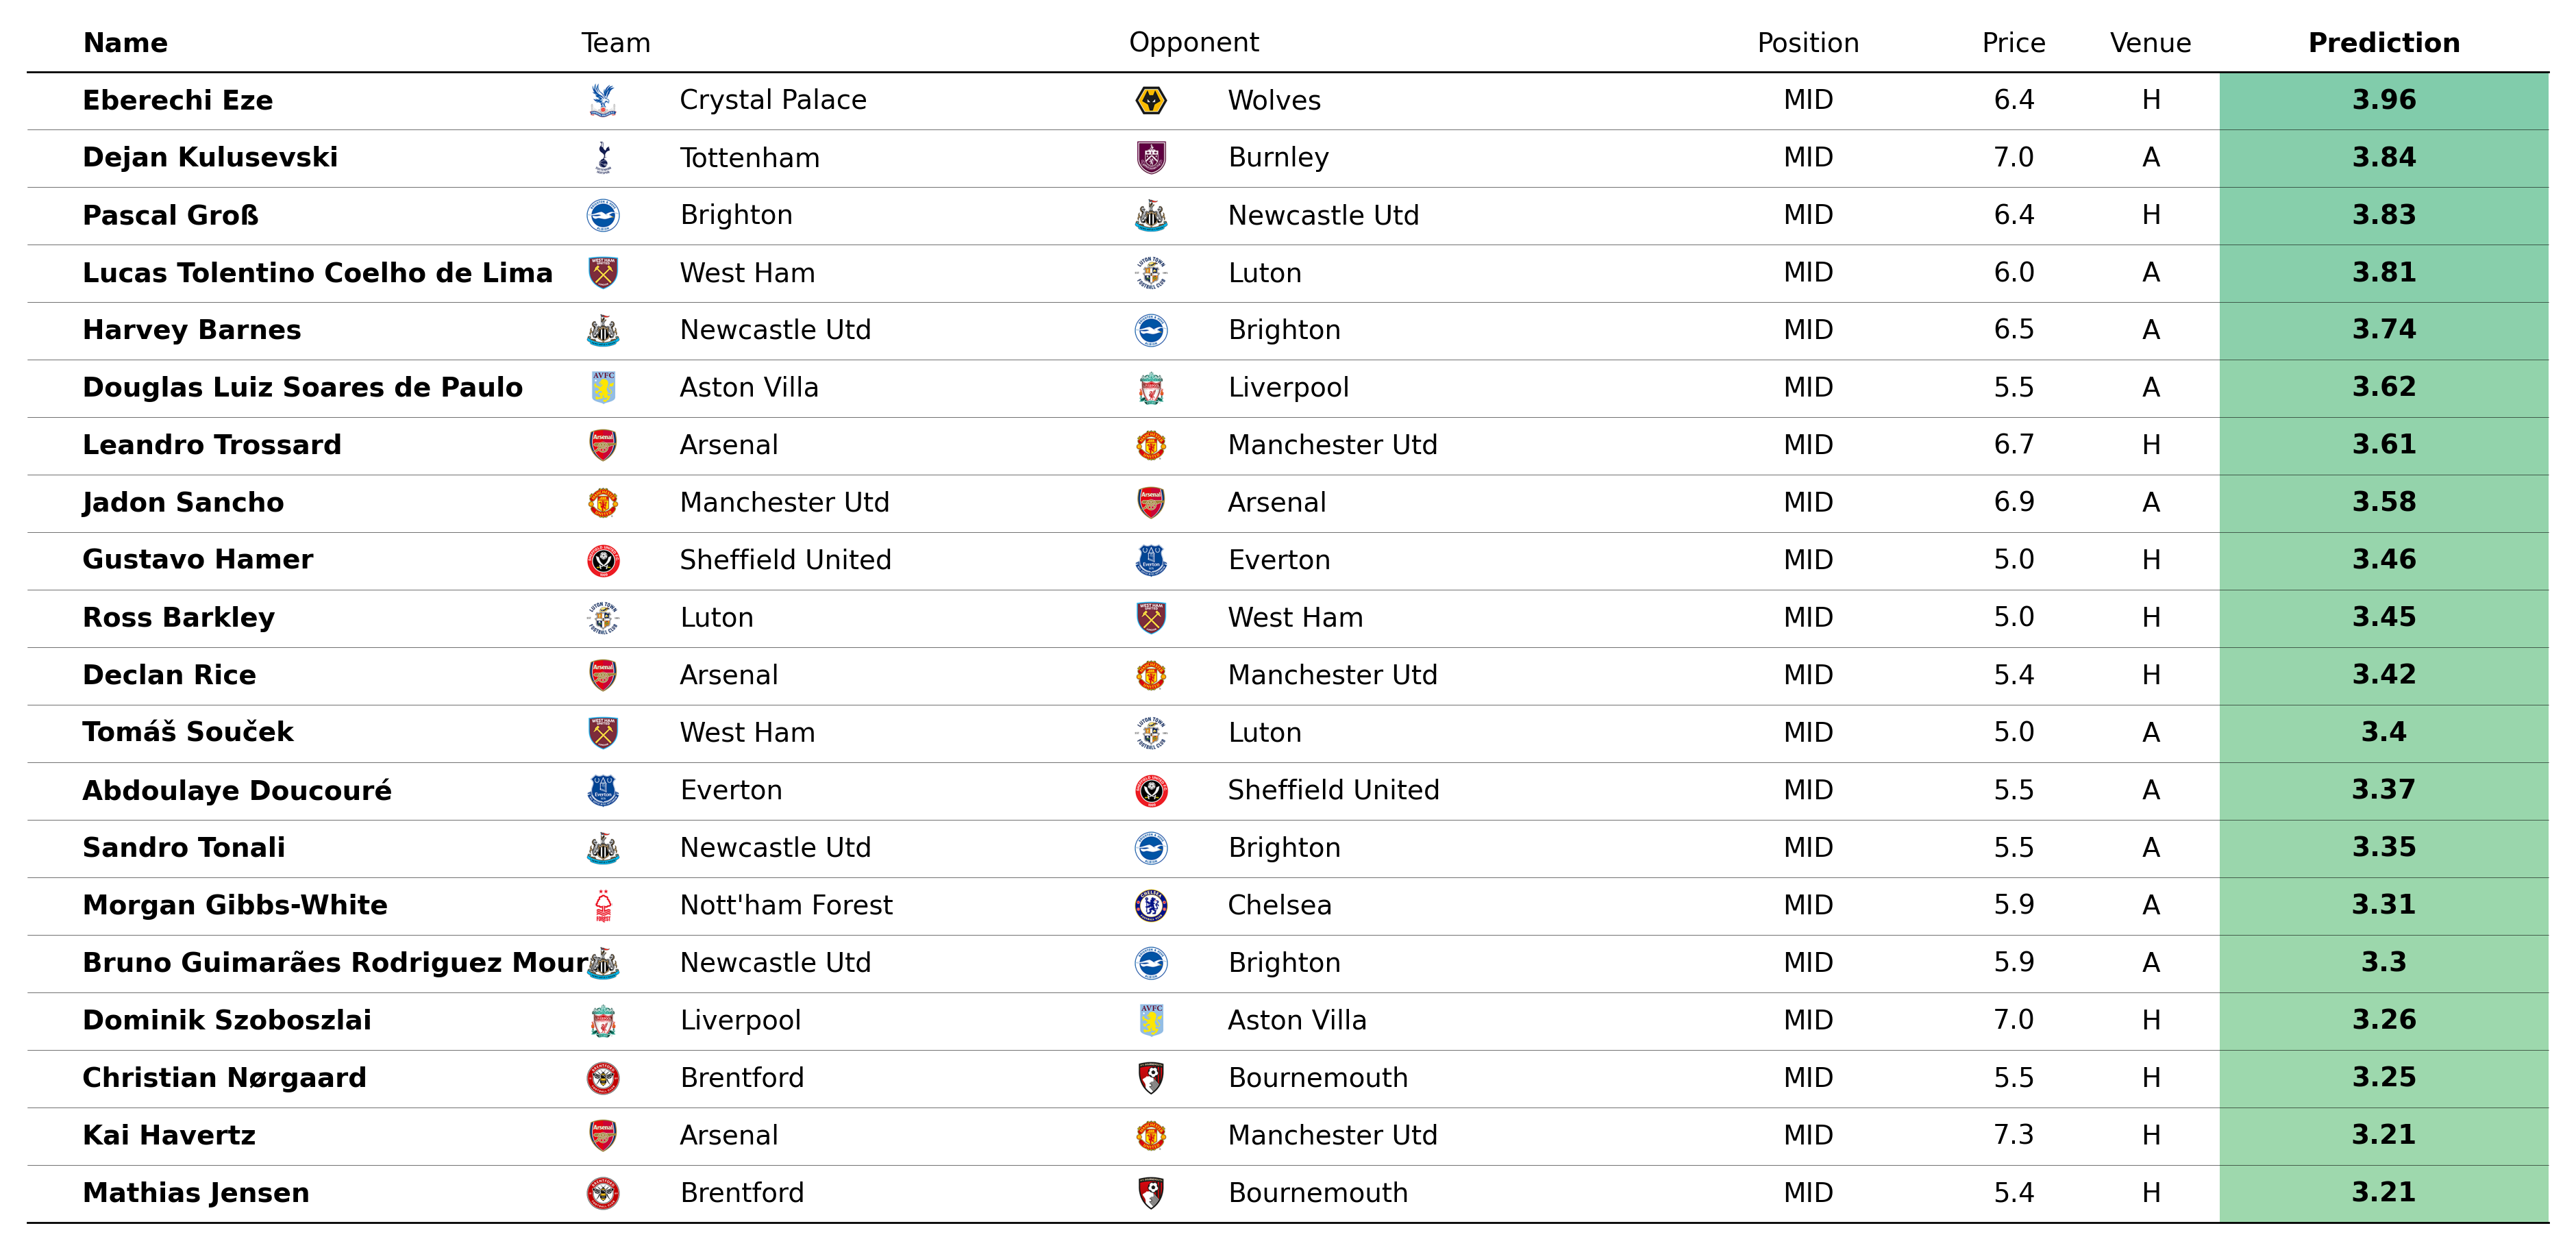 Name Team Opponent Position Price Venue Prediction
Eberechi Eze Crystal Palace Wolves MID 6.4 H 3.96
Dejan Kulusevski Tottenham Burnley MID 7.0 A 3.84
Pascal Groß Brighton Newcastle Utd MID 6.4 H 3.83
Lucas Tolentino Coelho de Lima West Ham Luton MID 6.0 A 3.81
Harvey Barnes Newcastle Utd Brighton MID 6.5 A 3.74
Douglas Luiz Soares de Paulo Aston Villa Liverpool MID 5.5 A 3.62
Leandro Trossard Arsenal Manchester Utd MID 6.7 H 3.61
Jadon Sancho Manchester Utd Arsenal MID 6.9 A 3.58
Gustavo Hamer Sheffield United Everton MID 5.0 H 3.46
Ross Barkley Luton West Ham MID 5.0 H 3.45
Declan Rice Arsenal Manchester Utd MID 5.4 H 3.42
Tomáš Souček West Ham Luton MID 5.0 A 3.4
Abdoulaye Doucouré Everton Sheffield United MID 5.5 A 3.37
Sandro Tonali Newcastle Utd Brighton MID 5.5 A 3.35
Morgan Gibbs-White Nott'ham Forest Chelsea MID 5.9 A 3.31
Bruno Guimarães Rodriguez Mour Newcastle Utd Brighton MID 5.9 A 3.3
Dominik Szoboszlai Liverpool Aston Villa MID 7.0 H 3.26
Christian Nørgaard Brentford Bournemouth MID 5.5 H 3.25
Kai Havertz Arsenal Manchester Utd MID 7.3 H 3.21
Mathias Jensen Brentford Bournemouth MID 5.4 H 3.21